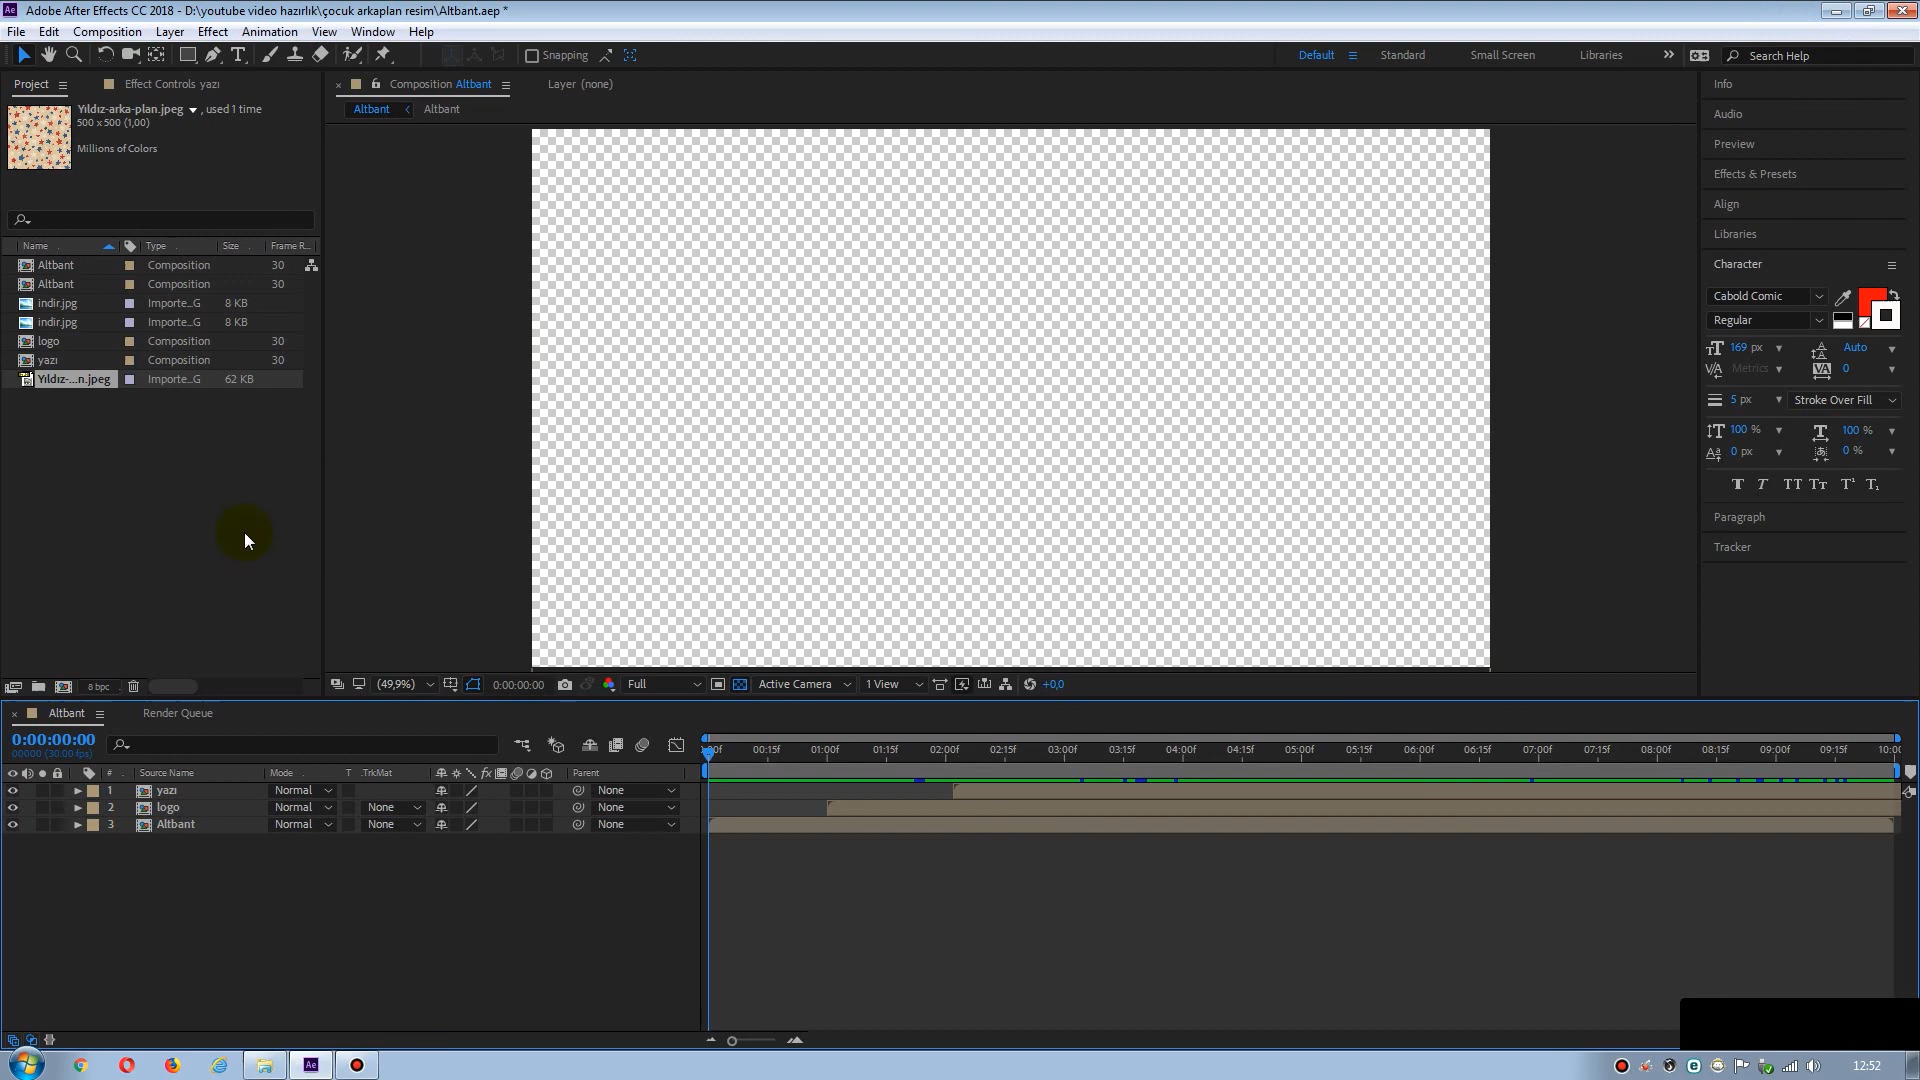 Adobe After Effects CC 2018 - D:\youtube video hazırlık\çocuk arkaplan resim\Altbant.aep *
File Edit Composition Layer Effect Animation View Window Help
Snapping Default Standard Small Screen Libraries Search Help
Project Effect Controls yazı
Composition Altbant Layer (none)
Altbant Altbant
Yıldız-arka-plan.jpeg , used 1 time
500 x 500 (1,00)
Millions of Colors
Name Type Size Frame R...
Altbant Composition 30
Altbant Composition 30
indir.jpg Importe...G 8 KB
indir.jpg Importe...G 8 KB
logo Composition 30
yazı Composition 30
Yıldız-...n.jpeg Importe...G 62 KB
8 bpc
(49,9%) 0:00:00:00 Full Active Camera 1 View +0,0
Info
Audio
Preview
Effects & Presets
Align
Libraries
Character
Cabold Comic
Regular
169 px Auto
Metrics 0
5 px Stroke Over Fill
100 % 100 %
0 px 0 %
T T TT Tt T¹ T₁
Paragraph
Tracker
Altbant Render Queue
0:00:00:00
00000 (30.00 fps)
:00f 00:15f 01:00f 01:15f 02:00f 02:15f 03:00f 03:15f 04:00f 04:15f 05:00f 05:15f 06:00f 06:15f 07:00f 07:15f 08:00f 08:15f 09:00f 09:15f 10:00
# Source Name Mode T .TrkMat fx Parent
1 yazı Normal None
2 logo Normal None None
3 Altbant Normal None None
12:52